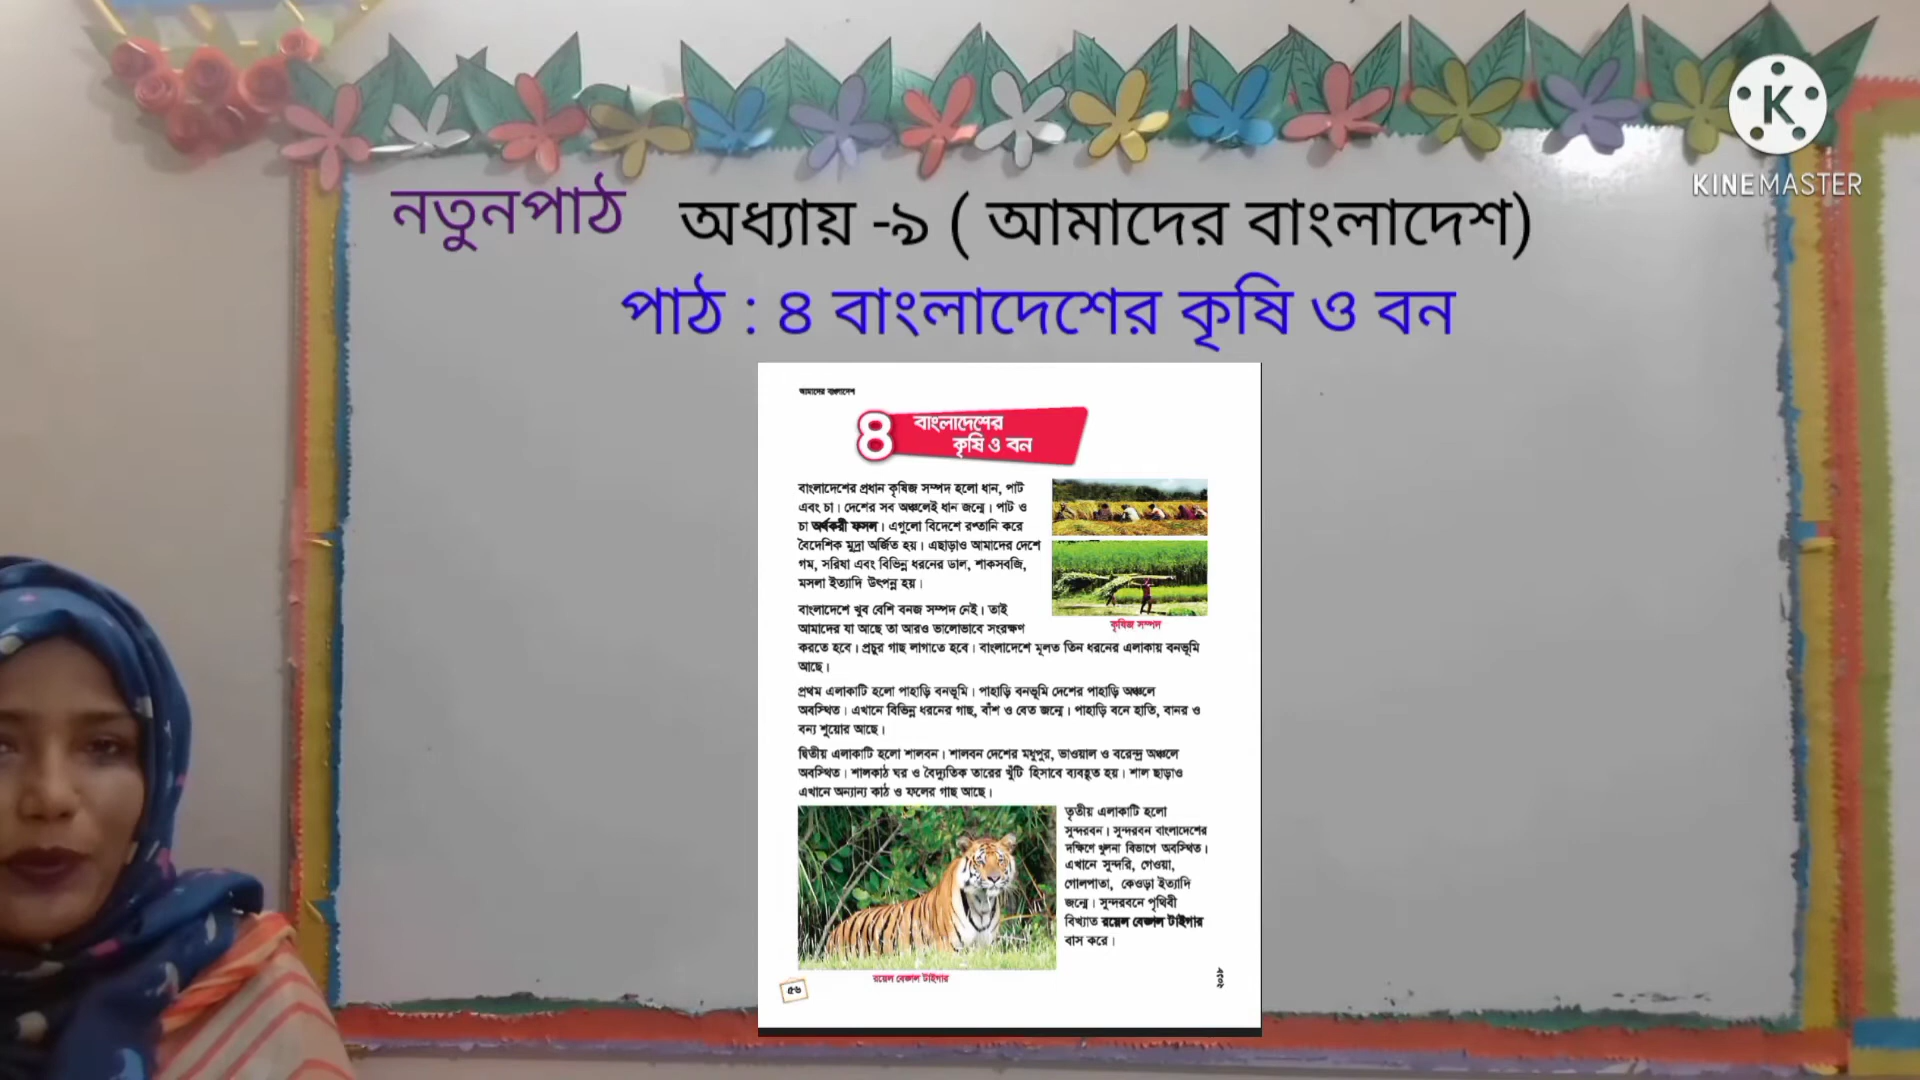 KINEMASTER
নতুনপাঠ অধ্যায় -৯ ( আমাদের বাংলাদেশ)
পাঠ : ৪ বাংলাদেশের কৃষি ও বন
আমাদের বাংলাদেশ
৪ বাংলাদেশের
কৃষি ও বন
বাংলাদেশের প্রধান কৃষিজ সম্পদ হলো ধান, পাট
এবং চা। দেশের সব অঞ্চলেই ধান জন্মে। পাট ও
চা অর্থকরী ফসল। এগুলো বিদেশে রপ্তানি করে
বৈদেশিক মুদ্রা অর্জিত হয়। এছাড়াও আমাদের দেশে
গম, সরিষা এবং বিভিন্ন ধরনের ডাল, শাকসবজি,
মসলা ইত্যাদি উৎপন্ন হয়।
কৃষিজ সম্পদ
বাংলাদেশে খুব বেশি বনজ সম্পদ নেই। তাই
আমাদের যা আছে তা আরও ভালোভাবে সংরক্ষণ
করতে হবে। প্রচুর গাছ লাগাতে হবে। বাংলাদেশে মূলত তিন ধরনের এলাকায় বনভূমি
আছে।
প্রথম এলাকাটি হলো পাহাড়ি বনভূমি। পাহাড়ি বনভূমি দেশের পাহাড়ি অঞ্চলে
অবস্থিত। এখানে বিভিন্ন ধরনের গাছ, বাঁশ ও বেত জন্মে। পাহাড়ি বনে হাতি, বানর ও
বন্য শুয়োর আছে।
দ্বিতীয় এলাকাটি হলো শালবন। শালবন দেশের মধুপুর, ভাওয়াল ও বরেন্দ্র অঞ্চলে
অবস্থিত। শালকাঠ ঘর ও বৈদ্যুতিক তারের খুঁটি হিসাবে ব্যবহৃত হয়। শাল ছাড়াও
এখানে অন্যান্য কাঠ ও ফলের গাছ আছে।
তৃতীয় এলাকাটি হলো
সুন্দরবন। সুন্দরবন বাংলাদেশের
দক্ষিণে খুলনা বিভাগে অবস্থিত।
এখানে সুন্দরি, গেওয়া,
গোলপাতা, কেওড়া ইত্যাদি
জন্মে। সুন্দরবনে পৃথিবী
বিখ্যাত রয়েল বেঙ্গল টাইগার
বাস করে।
রয়েল বেঙ্গল টাইগার
৫৬
২০১৮